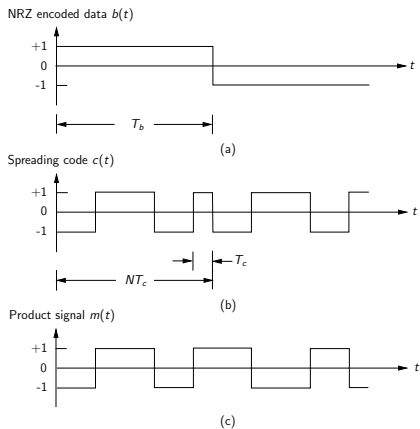 NRZ encoded data b(t)
+1
0
-1
t
T_b
(a)
Spreading code c(t)
+1
0
-1
t
T_c
NT_c
(b)
Product signal m(t)
+1
0
-1
t
(c)